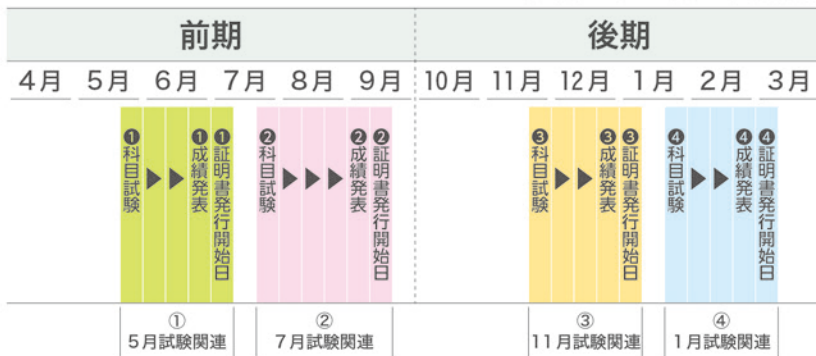 前期
後期
4月
5月
6月
7月
8月
9月
10月
11月
12月
1月
2月
3月
❶科目試験
▶▶
❶成績発表
❶証明書発行開始日
❷科目試験
▶▶▶
❷成績発表
❷証明書発行開始日
❸科目試験
▶▶
❸成績発表
❸証明書発行開始日
❹科目試験
▶▶
❹成績発表
❹証明書発行開始日
①
5月試験関連
②
7月試験関連
③
11月試験関連
④
1月試験関連